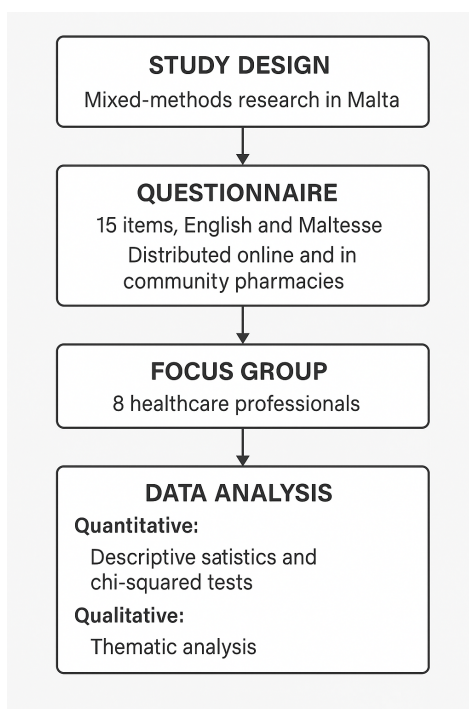 STUDY DESIGN
Mixed-methods research in Malta
QUESTIONNAIRE
15 items, English and Maltesse
Distributed online and in
community pharmacies
FOCUS GROUP
8 healthcare professionals
DATA ANALYSIS
Quantitative:
Descriptive satistics and
chi-squared tests
Qualitative:
Thematic analysis